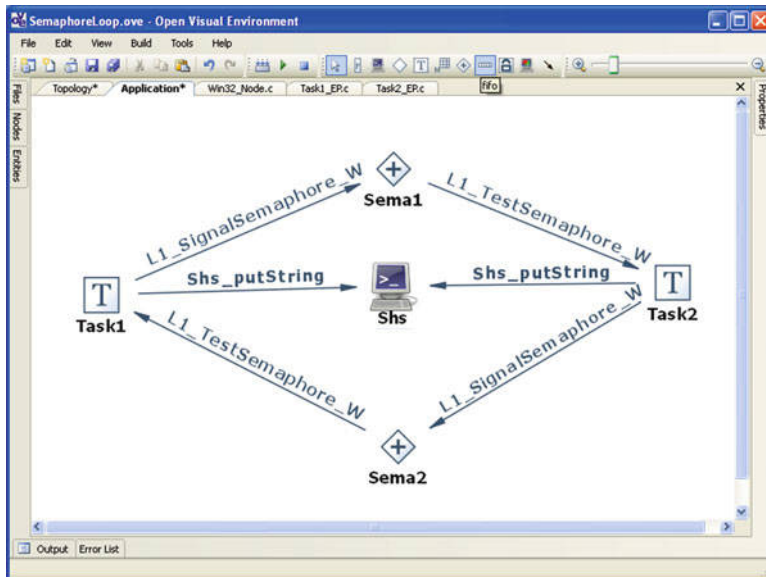 SemaphoreLoop.ove - Open Visual Environment
File Edit View Build Tools Help
Topology* Application* Win32_Node.c Task1_EP.c Task2_EP.c
fifo
Files
Nodes
Entities
Properties
L1_SignalSemaphore_W
Sema1
L1_TestSemaphore_W
Shs_putString
Shs_putString
T
Task1
>_
Shs
T
Task2
L1_TestSemaphore_W
L1_SignalSemaphore_W
Sema2
Output Error List